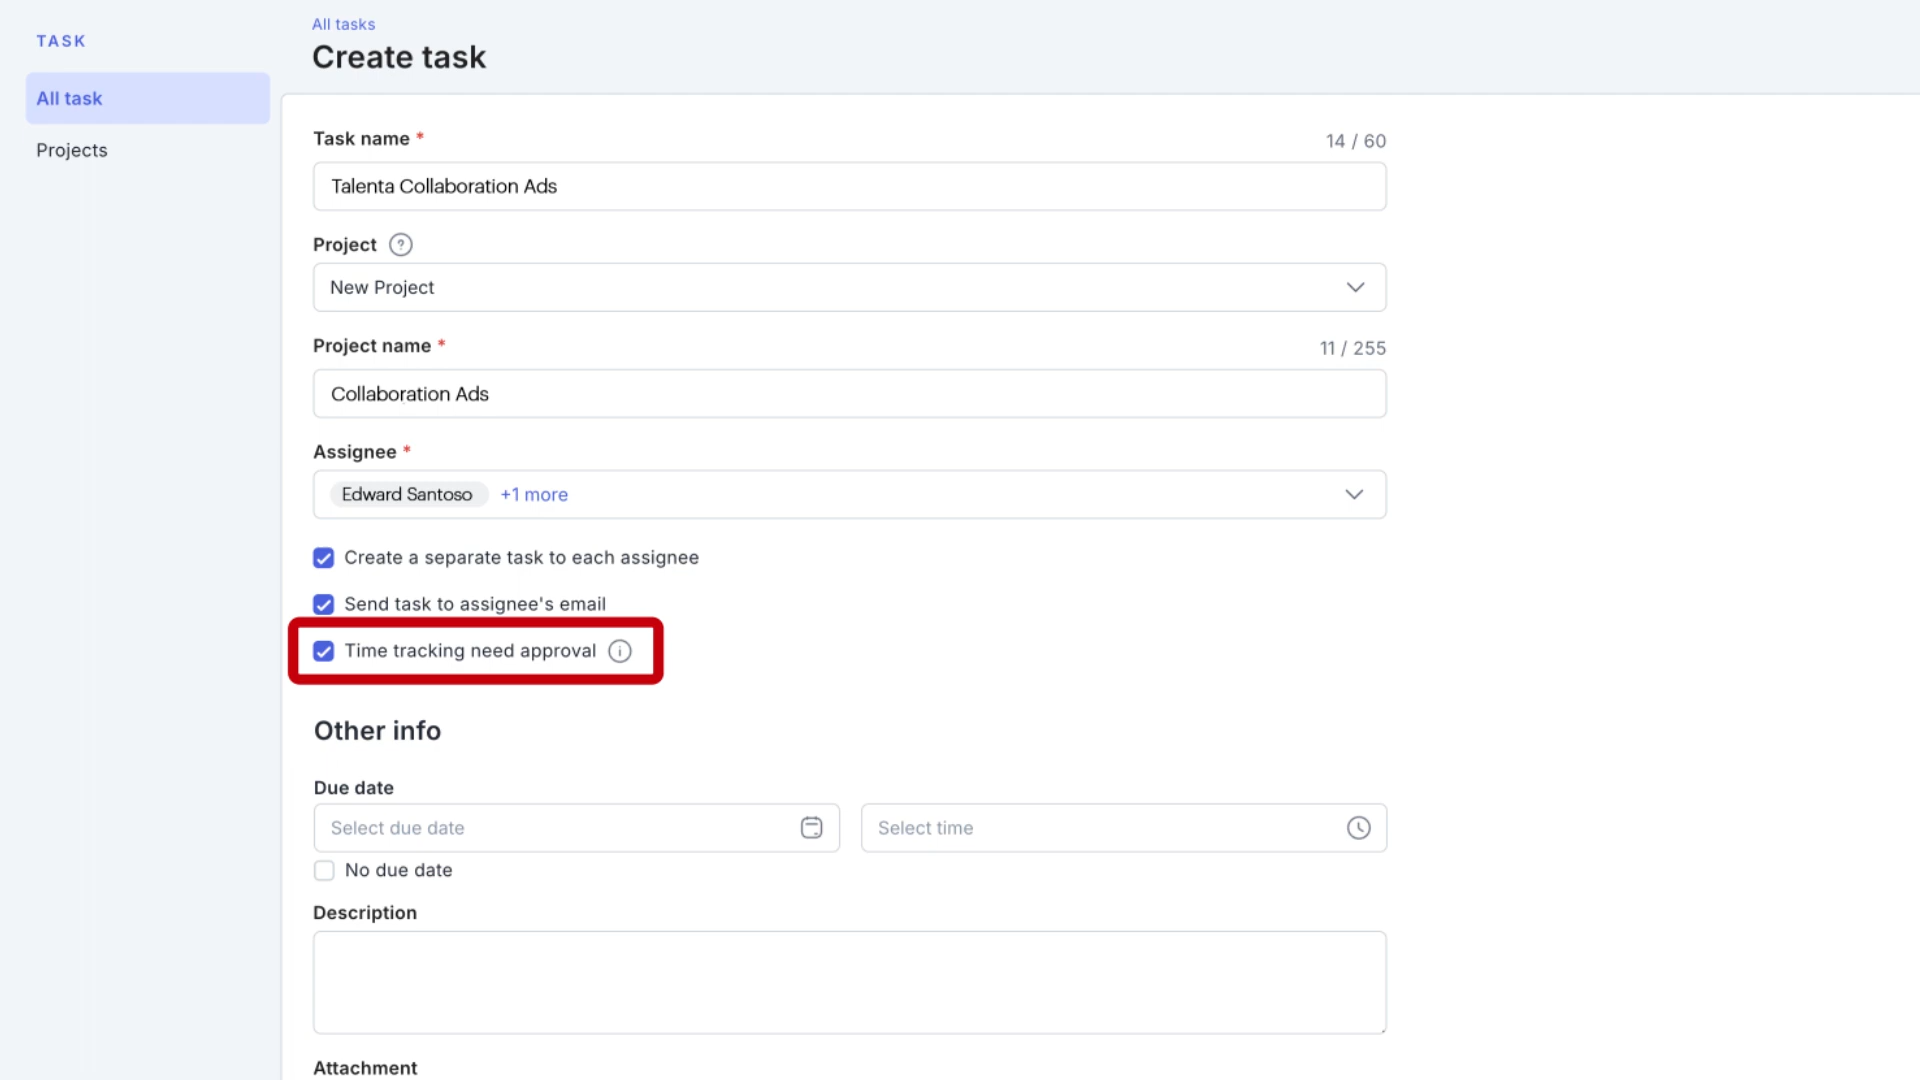 TASK
All task
Projects
All tasks
Create task
Task name *
14 / 60
Talenta Collaboration Ads
Project ?
New Project
Project name *
11 / 255
Collaboration Ads
Assignee *
Edward Santoso +1 more
Create a separate task to each assignee
Send task to assignee's email
Time tracking need approval i
Other info
Due date
Select due date
Select time
No due date
Description
Attachment